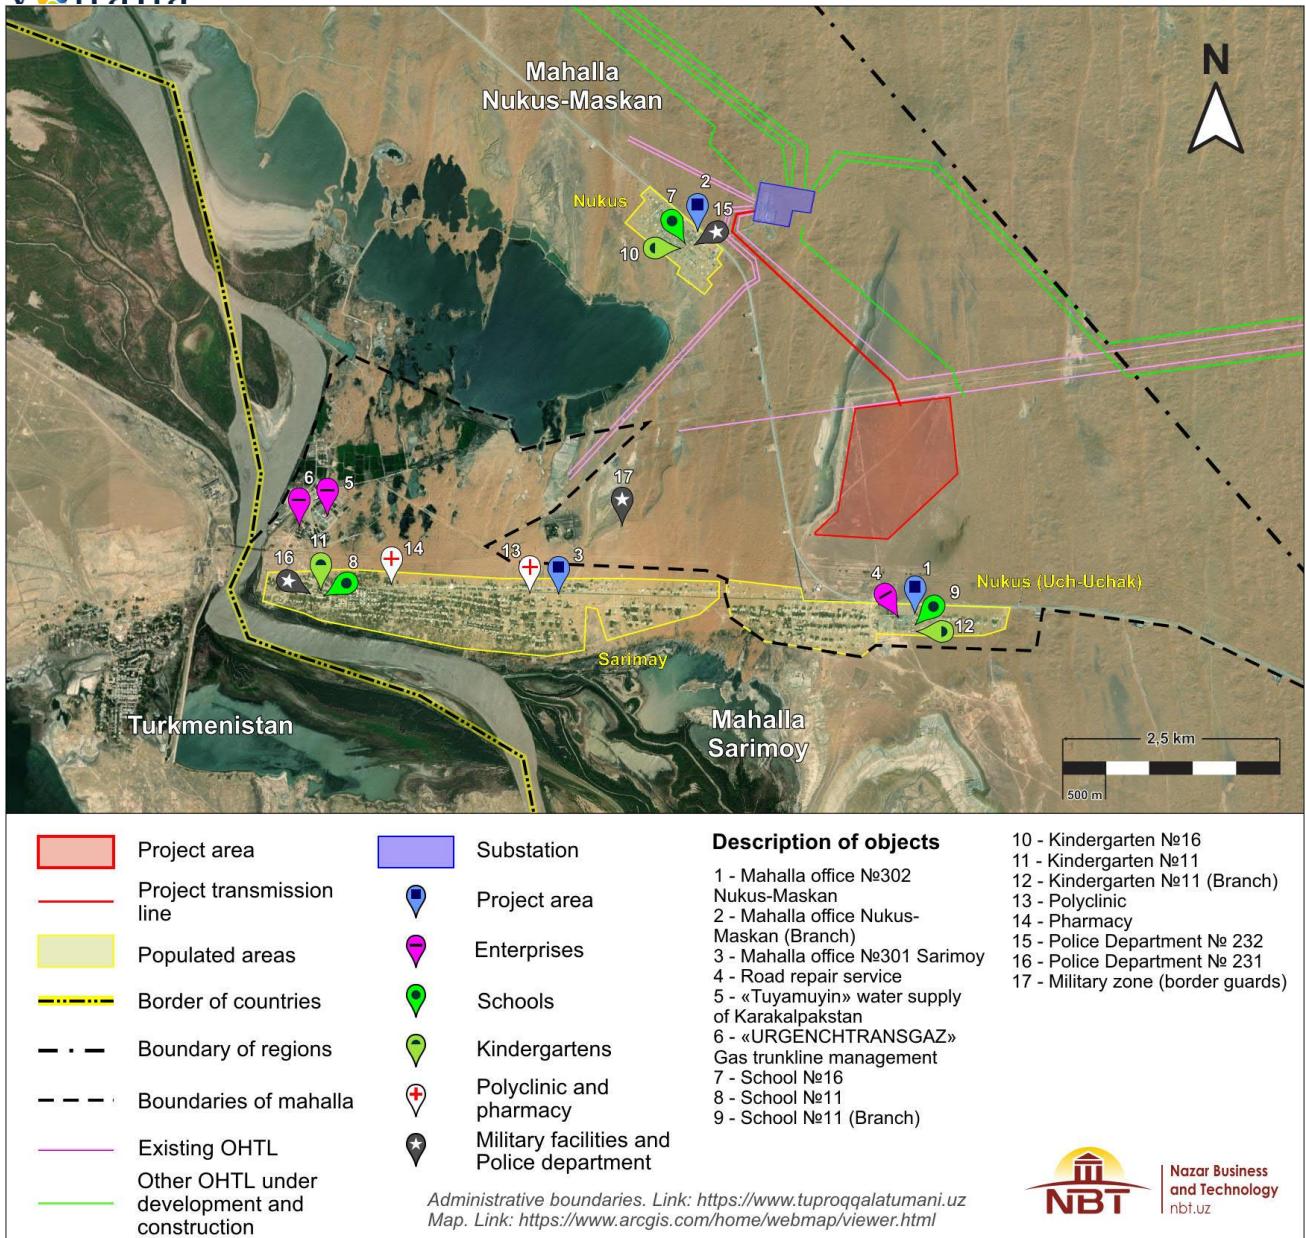 N
Mahalla
Nukus-Maskan
Nukus
7
2
15
10
17
6
5
16
11
8
14
13
3
4
1
9
12
Nukus (Uch-Uchak)
Sarimay
Turkmenistan
Mahalla
Sarimoy
2,5 km
500 m
Project area
Project transmission
line
Populated areas
Border of countries
Boundary of regions
Boundaries of mahalla
Existing OHTL
Other OHTL under
development and
construction
Substation
Project area
Enterprises
Schools
Kindergartens
Polyclinic and
pharmacy
Military facilities and
Police department
Description of objects
1 - Mahalla office №302
Nukus-Maskan
2 - Mahalla office Nukus-
Maskan (Branch)
3 - Mahalla office №301 Sarimoy
4 - Road repair service
5 - «Tuyamuyin» water supply
of Karakalpakstan
6 - «URGENCHTRANSGAZ»
Gas trunkline management
7 - School №16
8 - School №11
9 - School №11 (Branch)
10 - Kindergarten №16
11 - Kindergarten №11
12 - Kindergarten №11 (Branch)
13 - Polyclinic
14 - Pharmacy
15 - Police Department № 232
16 - Police Department № 231
17 - Military zone (border guards)
Administrative boundaries. Link: https://www.tuproqqalatumani.uz
Map. Link: https://www.arcgis.com/home/webmap/viewer.html
NBT
Nazar Business
and Technology
nbt.uz